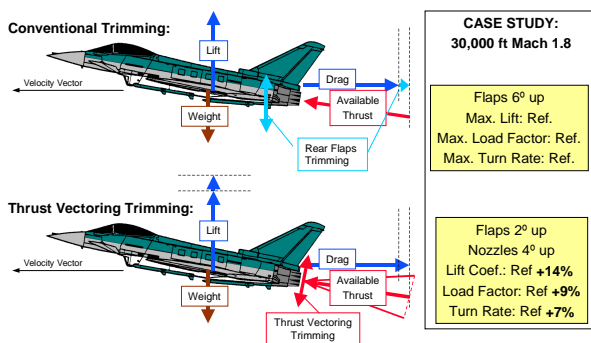 Conventional Trimming:
Lift
Velocity Vector
Weight
Drag
Available
Thrust
Rear Flaps
Trimming
Thrust Vectoring Trimming:
Lift
Velocity Vector
Weight
Drag
Available
Thrust
Thrust Vectoring
Trimming
CASE STUDY:
30,000 ft Mach 1.8
Flaps 6º up
Max. Lift: Ref.
Max. Load Factor: Ref.
Max. Turn Rate: Ref.
Flaps 2º up
Nozzles 4º up
Lift Coef.: Ref +14%
Load Factor: Ref +9%
Turn Rate: Ref +7%